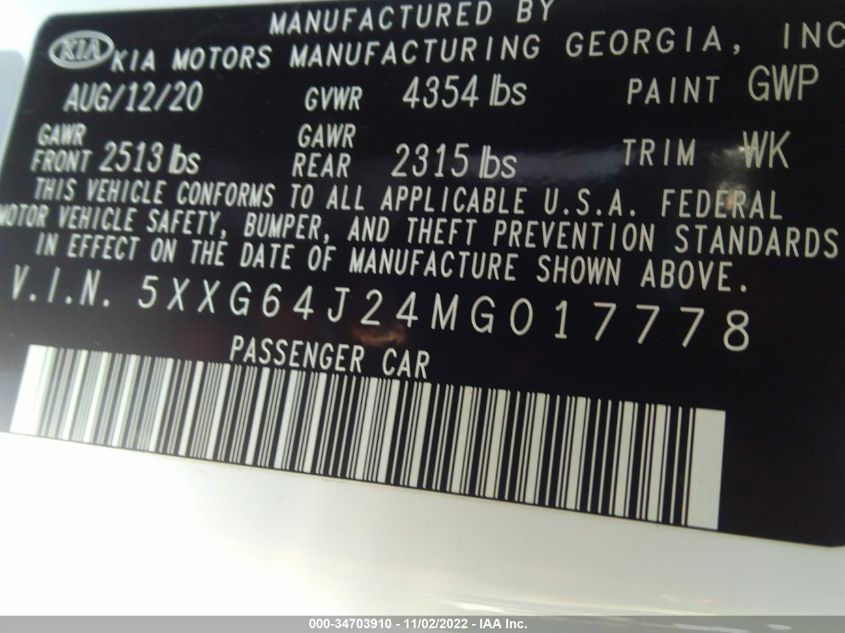 MANUFACTURED BY
KIA KIA MOTORS MANUFACTURING GEORGIA, INC
AUG/12/20 GVWR 4354 lbs PAINT GWP
GAWR FRONT 2513 lbs GAWR REAR 2315 lbs TRIM WK
THIS VEHICLE CONFORMS TO ALL APPLICABLE U.S.A. FEDERAL
MOTOR VEHICLE SAFETY, BUMPER, AND THEFT PREVENTION STANDARDS
IN EFFECT ON THE DATE OF MANUFACTURE SHOWN ABOVE.
V.I.N. 5XXG64J24MG017778
PASSENGER CAR
000-34703910 - 11/02/2022 - IAA Inc.